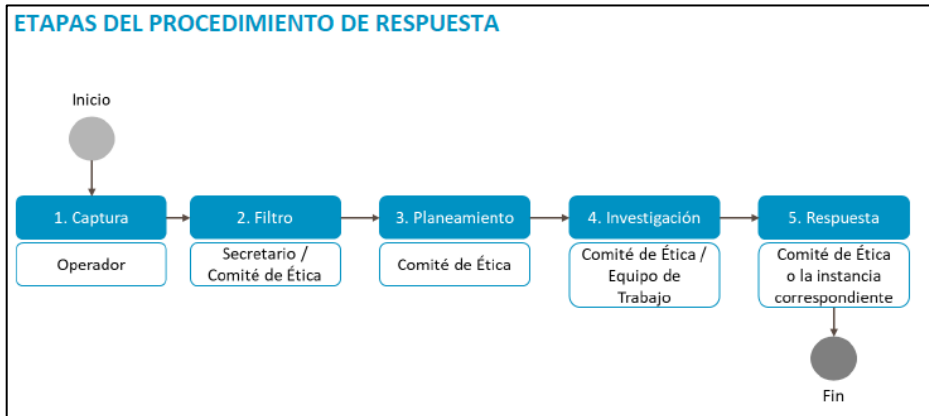 ETAPAS DEL PROCEDIMIENTO DE RESPUESTA
Inicio
1. Captura
2. Filtro
3. Planeamiento
4. Investigación
5. Respuesta
Operador
Secretario /
Comité de Ética
Comité de Ética
Comité de Ética /
Equipo de
Trabajo
Comité de Ética
o la instancia
correspondiente
Fin